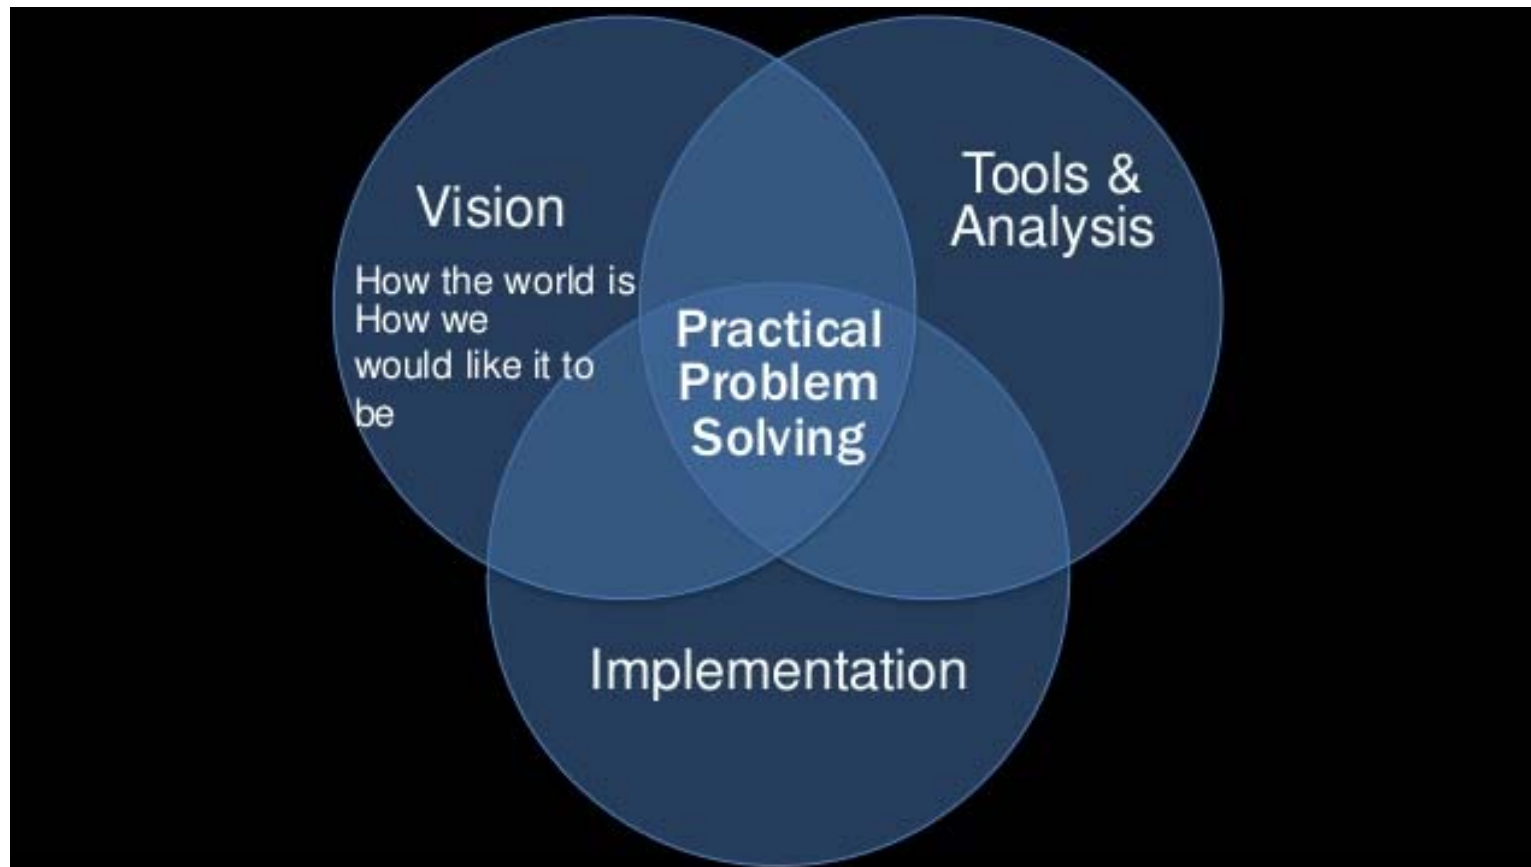 Vision
How the world is
How we
would like it to
be
Tools &
Analysis
Practical
Problem
Solving
Implementation